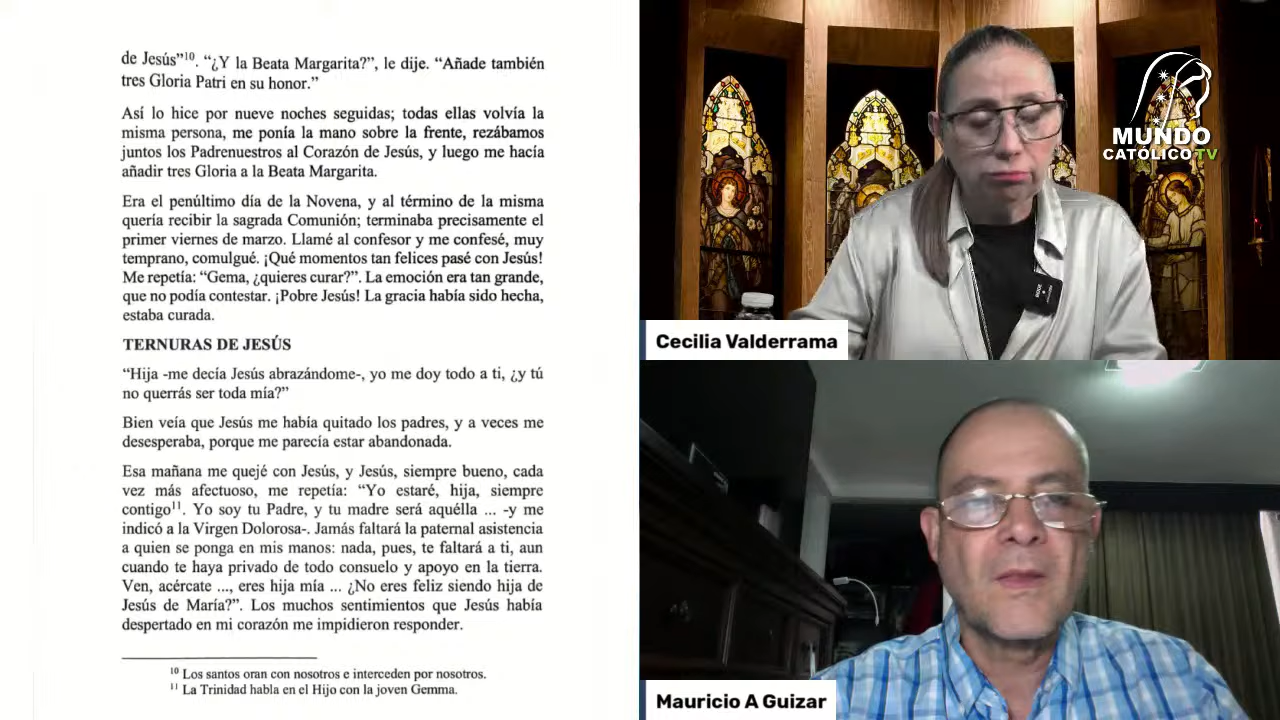 de Jesús”¹⁰. “¿Y la Beata Margarita?”, le dije. “Añade también
tres Gloria Patri en su honor.”
Así lo hice por nueve noches seguidas; todas ellas volvía la
misma persona, me ponía la mano sobre la frente, rezábamos
juntos los Padrenuestros al Corazón de Jesús, y luego me hacía
añadir tres Gloria a la Beata Margarita.
Era el penúltimo día de la Novena, y al término de la misma
quería recibir la sagrada Comunión; terminaba precisamente el
primer viernes de marzo. Llamé al confesor y me confesé, muy
temprano, comulgué. ¡Qué momentos tan felices pasé con Jesús!
Me repetía: “Gema, ¿quieres curar?”. La emoción era tan grande,
que no podía contestar. ¡Pobre Jesús! La gracia había sido hecha,
estaba curada.
TERNURAS DE JESÚS
“Hija -me decía Jesús abrazándome-, yo me doy todo a ti, ¿y tú
no querrás ser toda mía?”
Bien veía que Jesús me había quitado los padres, y a veces me
desesperaba, porque me parecía estar abandonada.
Esa mañana me quejé con Jesús, y Jesús, siempre bueno, cada
vez más afectuoso, me repetía: “Yo estaré, hija, siempre
contigo¹¹. Yo soy tu Padre, y tu madre será aquélla ... -y me
indicó a la Virgen Dolorosa-. Jamás faltará la paternal asistencia
a quien se ponga en mis manos: nada, pues, te faltará a ti, aun
cuando te haya privado de todo consuelo y apoyo en la tierra.
Ven, acércate ..., eres hija mía ... ¿No eres feliz siendo hija de
Jesús de María?”. Los muchos sentimientos que Jesús había
despertado en mi corazón me impidieron responder.
¹⁰ Los santos oran con nosotros e interceden por nosotros.
¹¹ La Trinidad habla en el Hijo con la joven Gemma.
MUNDO
CATÓLICO TV
Cecilia Valderrama
Mauricio A Guizar